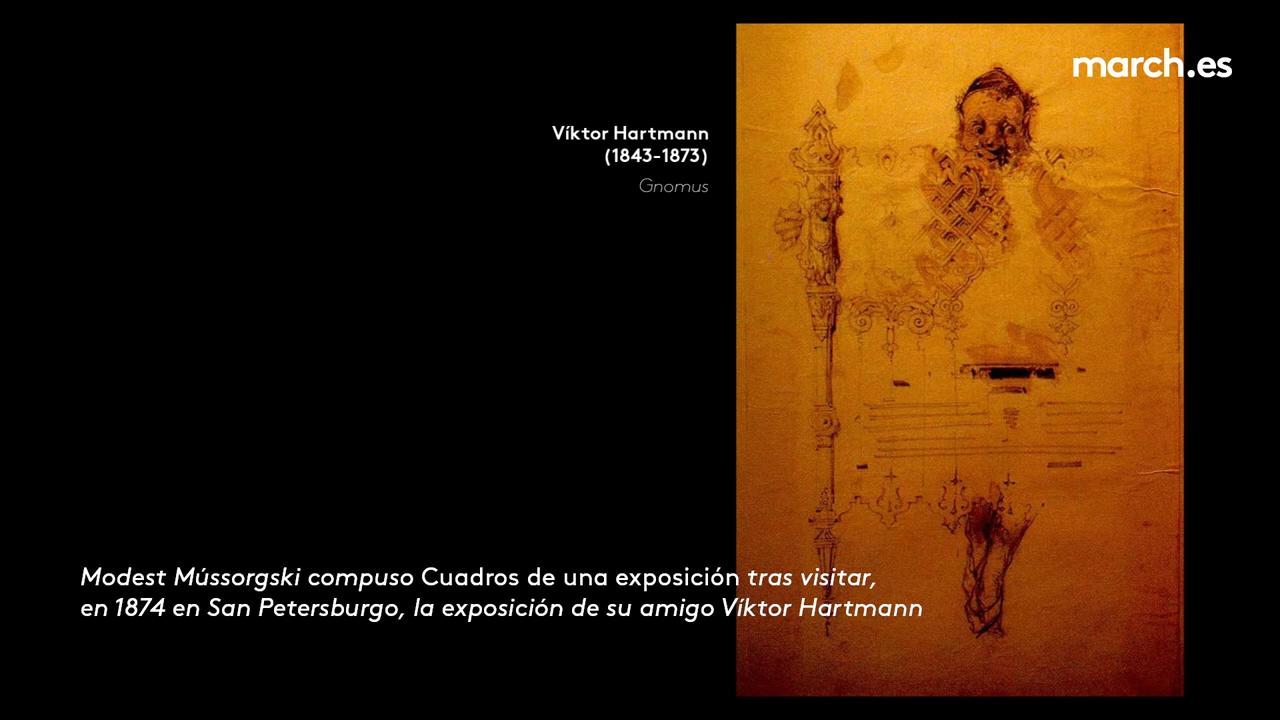 march.es
Víktor Hartmann
(1843-1873)
Gnomus
Modest Mússorgski compuso Cuadros de una exposición tras visitar,
en 1874 en San Petersburgo, la exposición de su amigo Víktor Hartmann